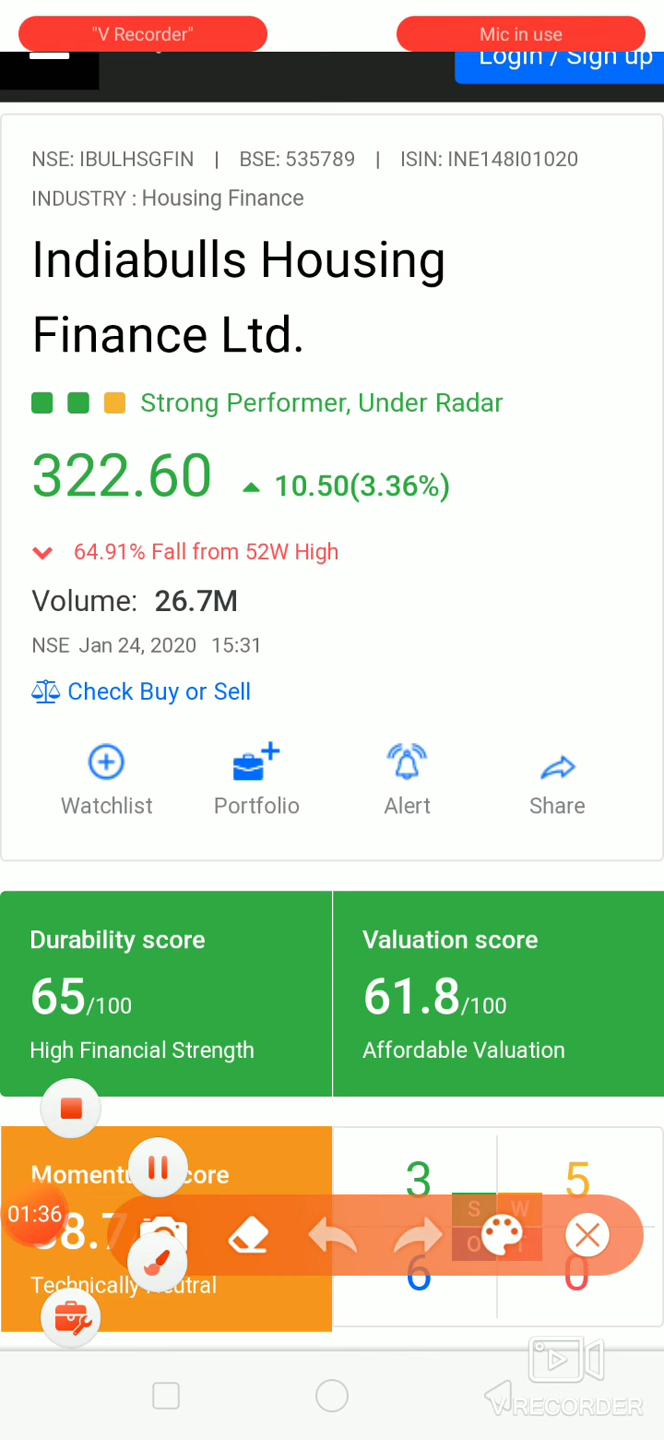 "V Recorder"
Mic in use
Login / Sign up
NSE: IBULHSGFIN | BSE: 535789 | ISIN: INE148I01020
INDUSTRY : Housing Finance
Indiabulls Housing
Finance Ltd.
Strong Performer, Under Radar
322.60 10.50(3.36%)
64.91% Fall from 52W High
Volume: 26.7M
NSE Jan 24, 2020 15:31
Check Buy or Sell
Watchlist Portfolio Alert Share
Durability score
65/100
High Financial Strength
Valuation score
61.8/100
Affordable Valuation
01:36
Technically
3 5
S W
O T
6 0
VRECORDER